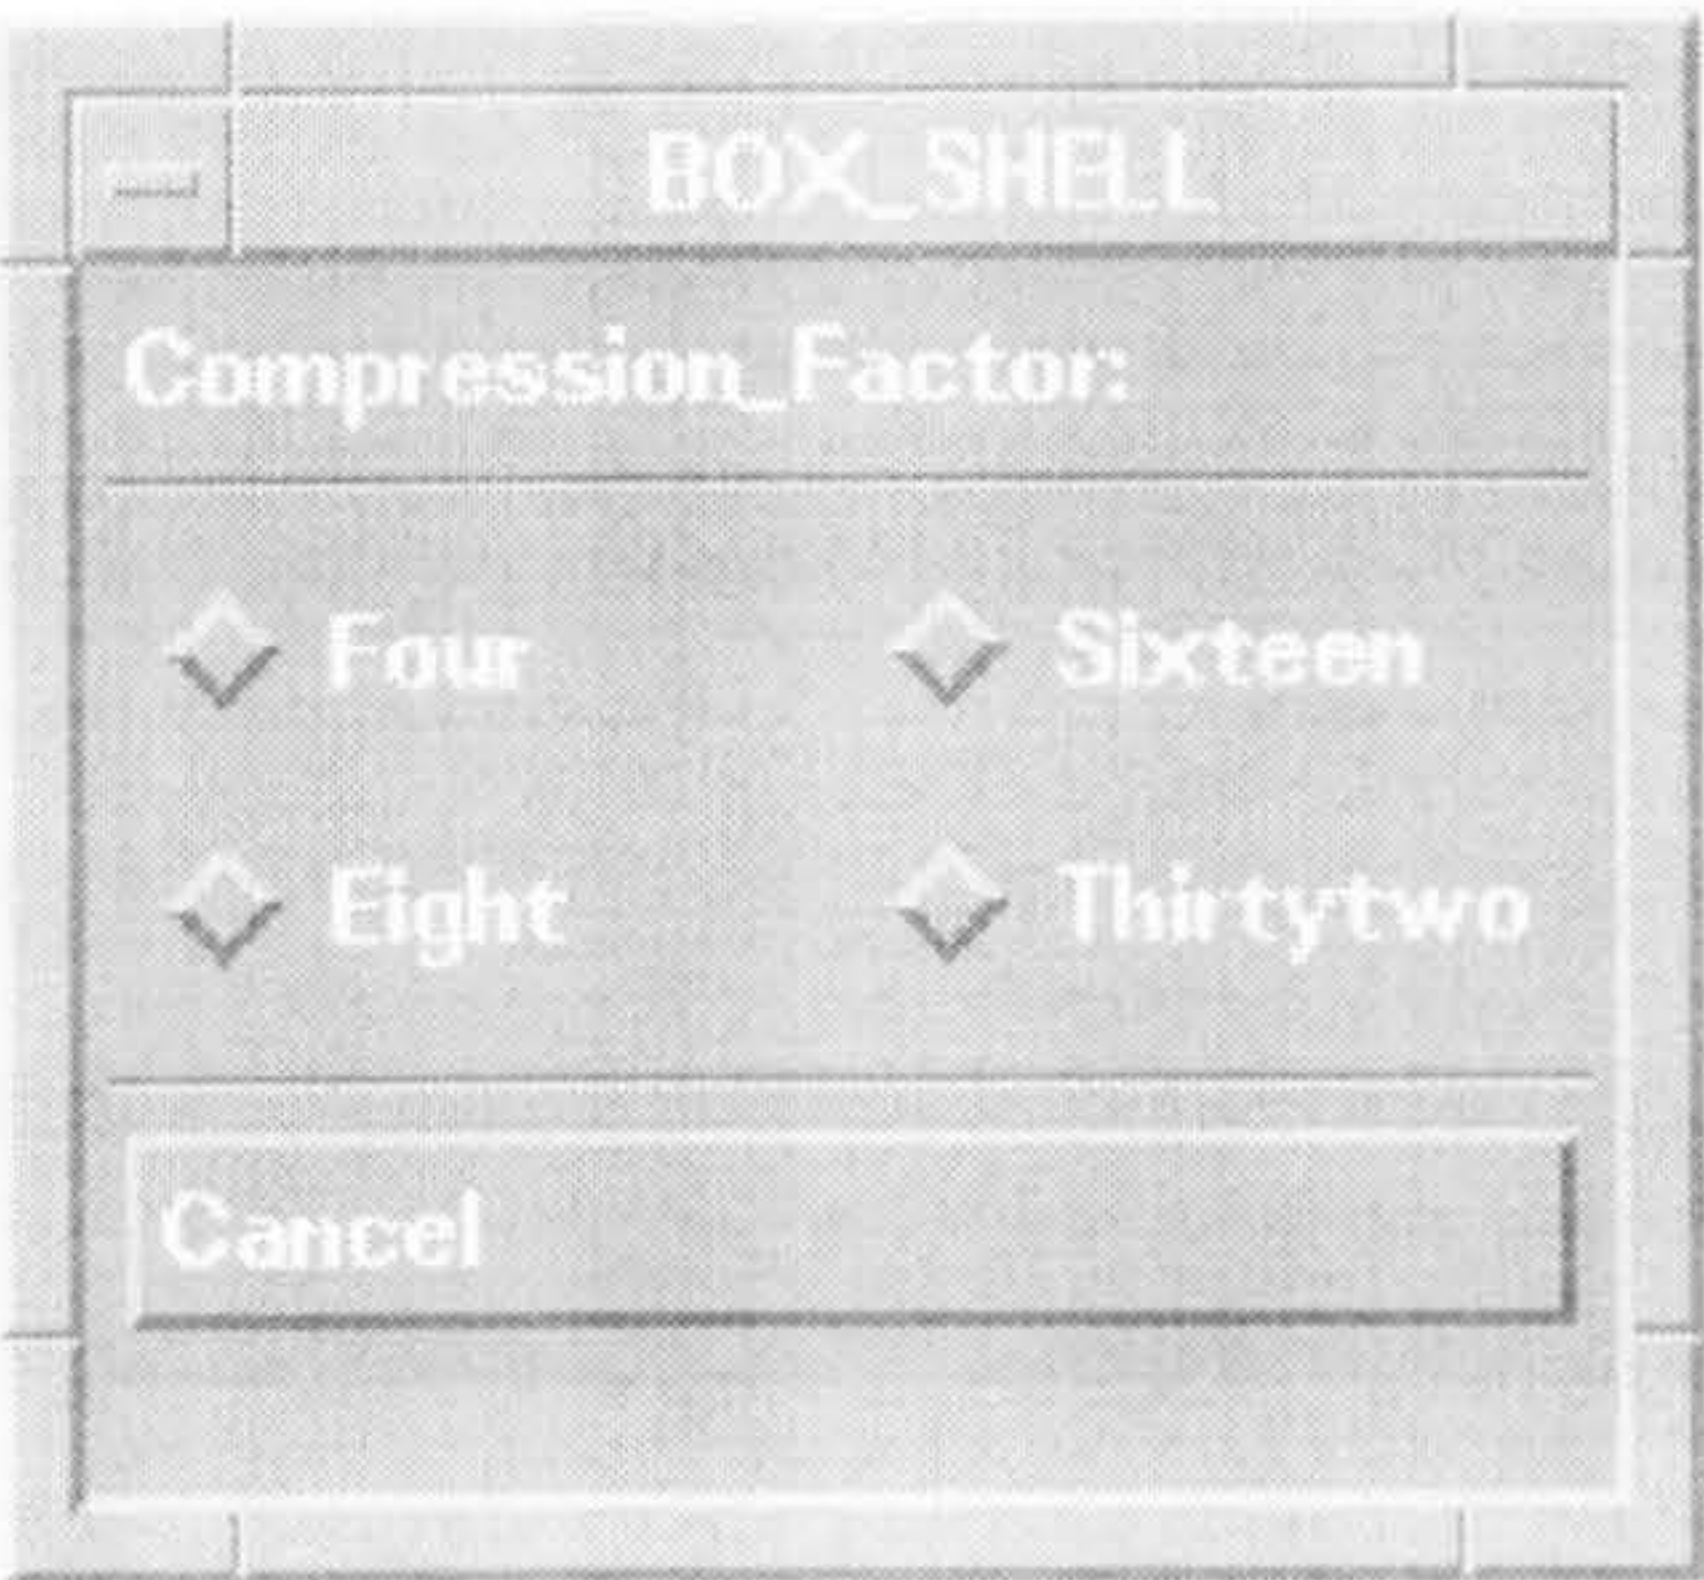 BOX_SHELL
Compression_Factor:
Four Sixteen
Eight Thirtytwo
Cancel